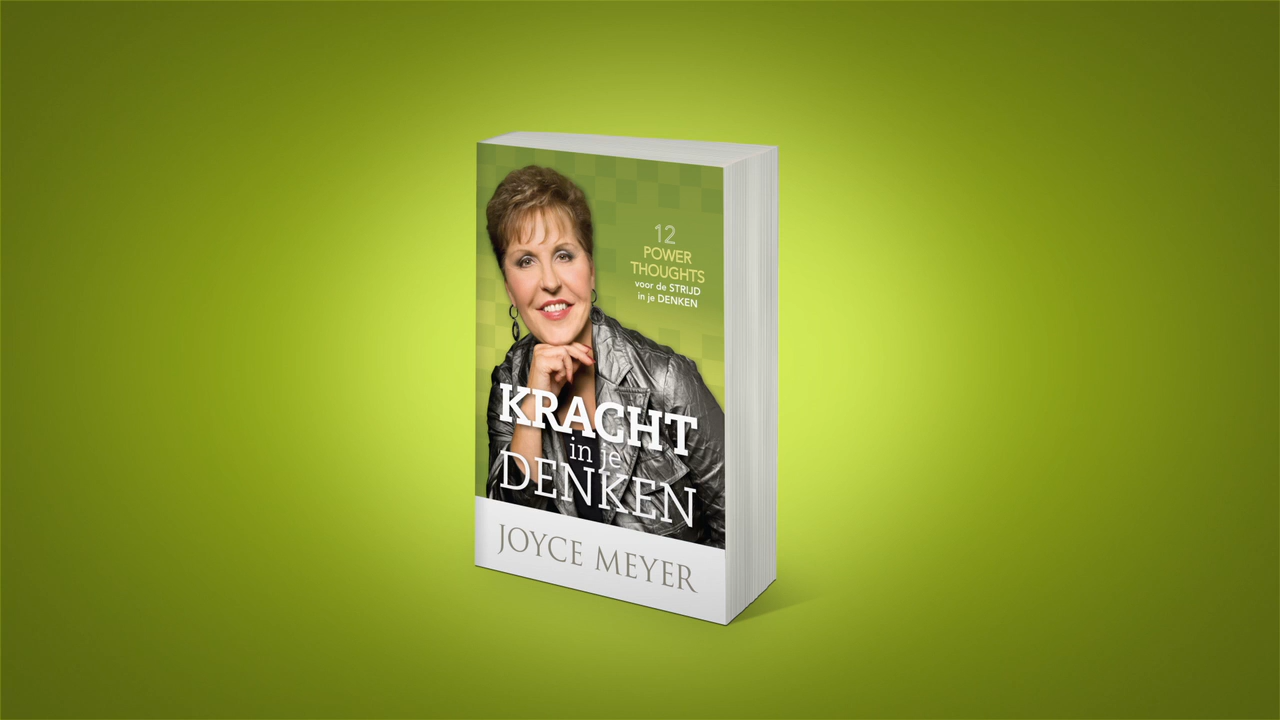 12
POWER
THOUGHTS
voor de STRIJD
in je DENKEN
KRACHT
in je
DENKEN
JOYCE MEYER